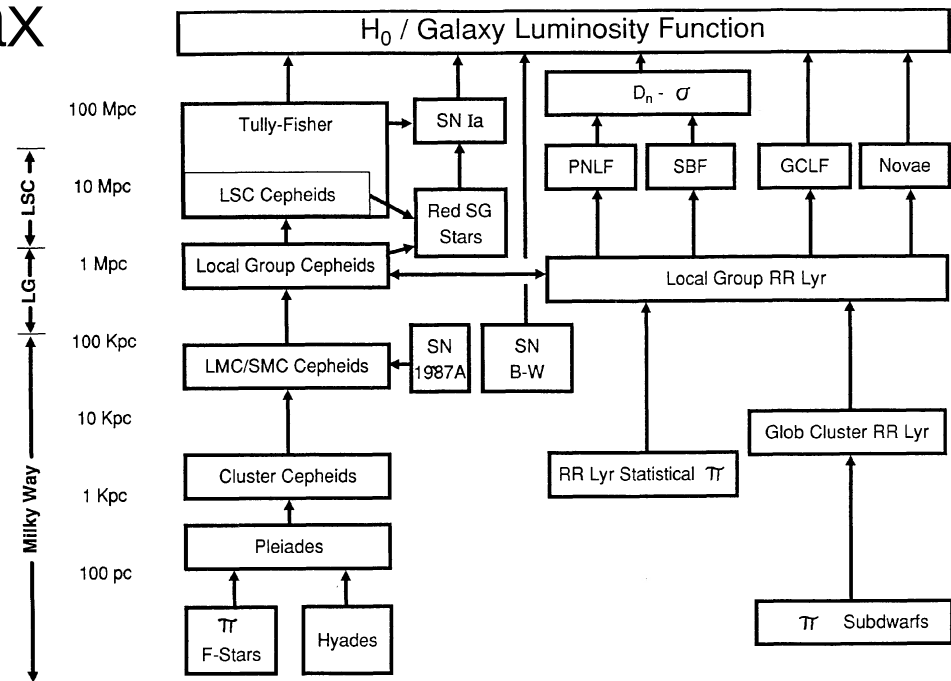 ax
H₀ / Galaxy Luminosity Function
100 Mpc
10 Mpc
1 Mpc
100 Kpc
10 Kpc
1 Kpc
100 pc
LSC
LG
Milky Way
Tully-Fisher
LSC Cepheids
SN Ia
Red SG
Stars
Local Group Cepheids
LMC/SMC Cepheids
SN
1987A
SN
B-W
Cluster Cepheids
Pleiades
π
F-Stars
Hyades
Dₙ - σ
PNLF
SBF
GCLF
Novae
Local Group RR Lyr
Glob Cluster RR Lyr
RR Lyr Statistical π
π Subdwarfs